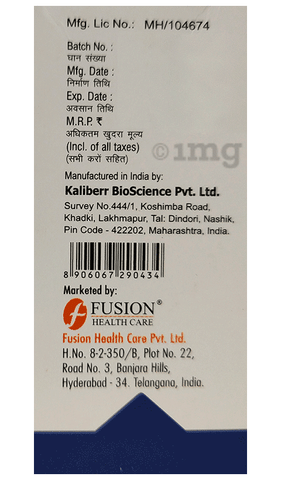 Mfg. Lic No.: MH/104674
Batch No. :
घान संख्या
Mfg. Date :
निर्माण तिथि
Exp. Date :
अवसान तिथि
M.R.P. ₹
अधिकतम खुदरा मूल्य
(Incl. of all taxes)
(सभी करों सहित)
1mg
Manufactured in India by:
Kaliberr BioScience Pvt. Ltd.
Survey No.444/1, Koshimba Road,
Khadki, Lakhmapur, Tal: Dindori, Nashik,
Pin Code - 422202, Maharashtra, India.
8 906067 290434
Marketed by:
FUSION®
HEALTH CARE
Fusion Health Care Pvt. Ltd.
H.No. 8-2-350/B, Plot No. 22,
Road No. 3, Banjara Hills,
Hyderabad - 34. Telangana, India.